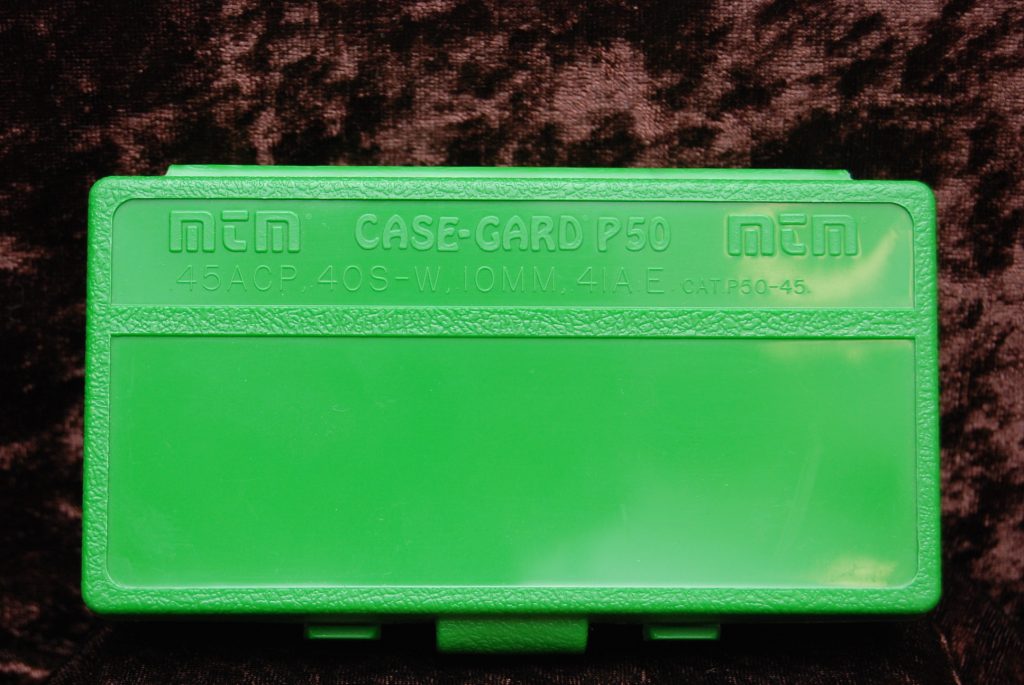 mtm CASE-GARD P50 mtm
.45ACP, 40S-W, 10MM, 41A.E. CAT.P50-45.